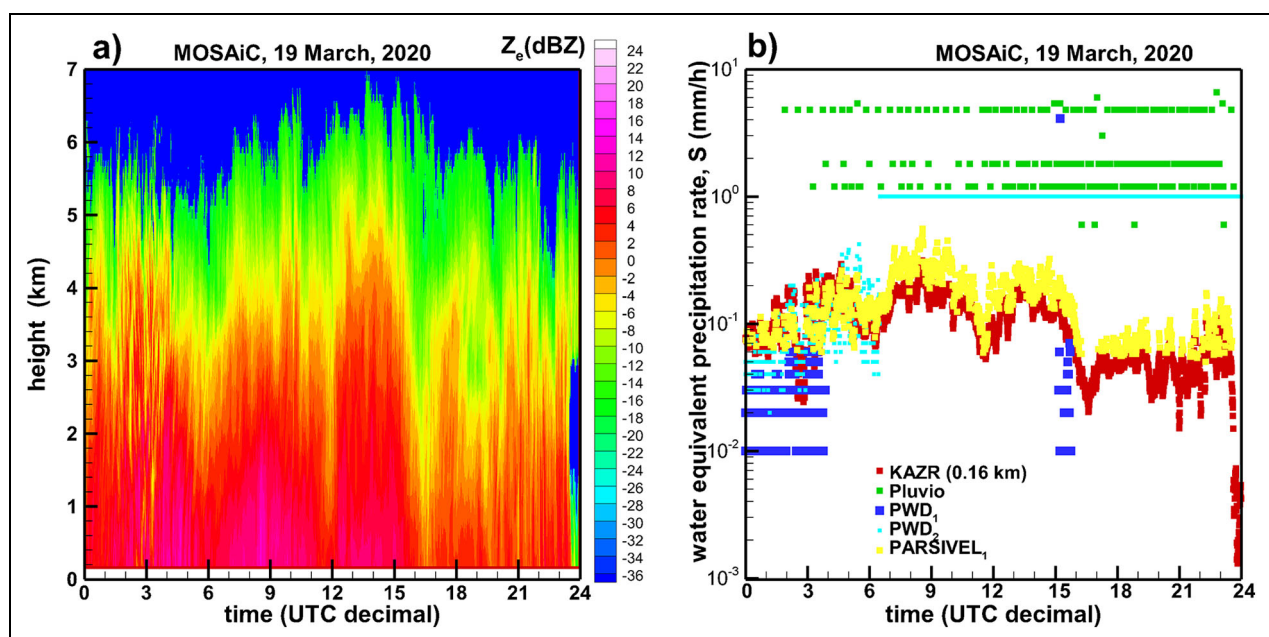 a)
MOSAiC, 19 March, 2020
Z_e(dBZ)
7
6
5
4
3
2
1
0
height (km)
0 3 6 9 12 15 18 21 24
time (UTC decimal)
24
22
20
18
16
14
12
10
8
6
4
2
0
-2
-4
-6
-8
-10
-12
-14
-16
-18
-20
-22
-24
-26
-28
-30
-32
-34
-36
b)
MOSAiC, 19 March, 2020
10^1
10^0
10^-1
10^-2
10^-3
water equivalent precipitation rate, S (mm/h)
KAZR (0.16 km)
Pluvio
PWD_1
PWD_2
PARSIVEL_1
0 3 6 9 12 15 18 21 24
time (UTC decimal)